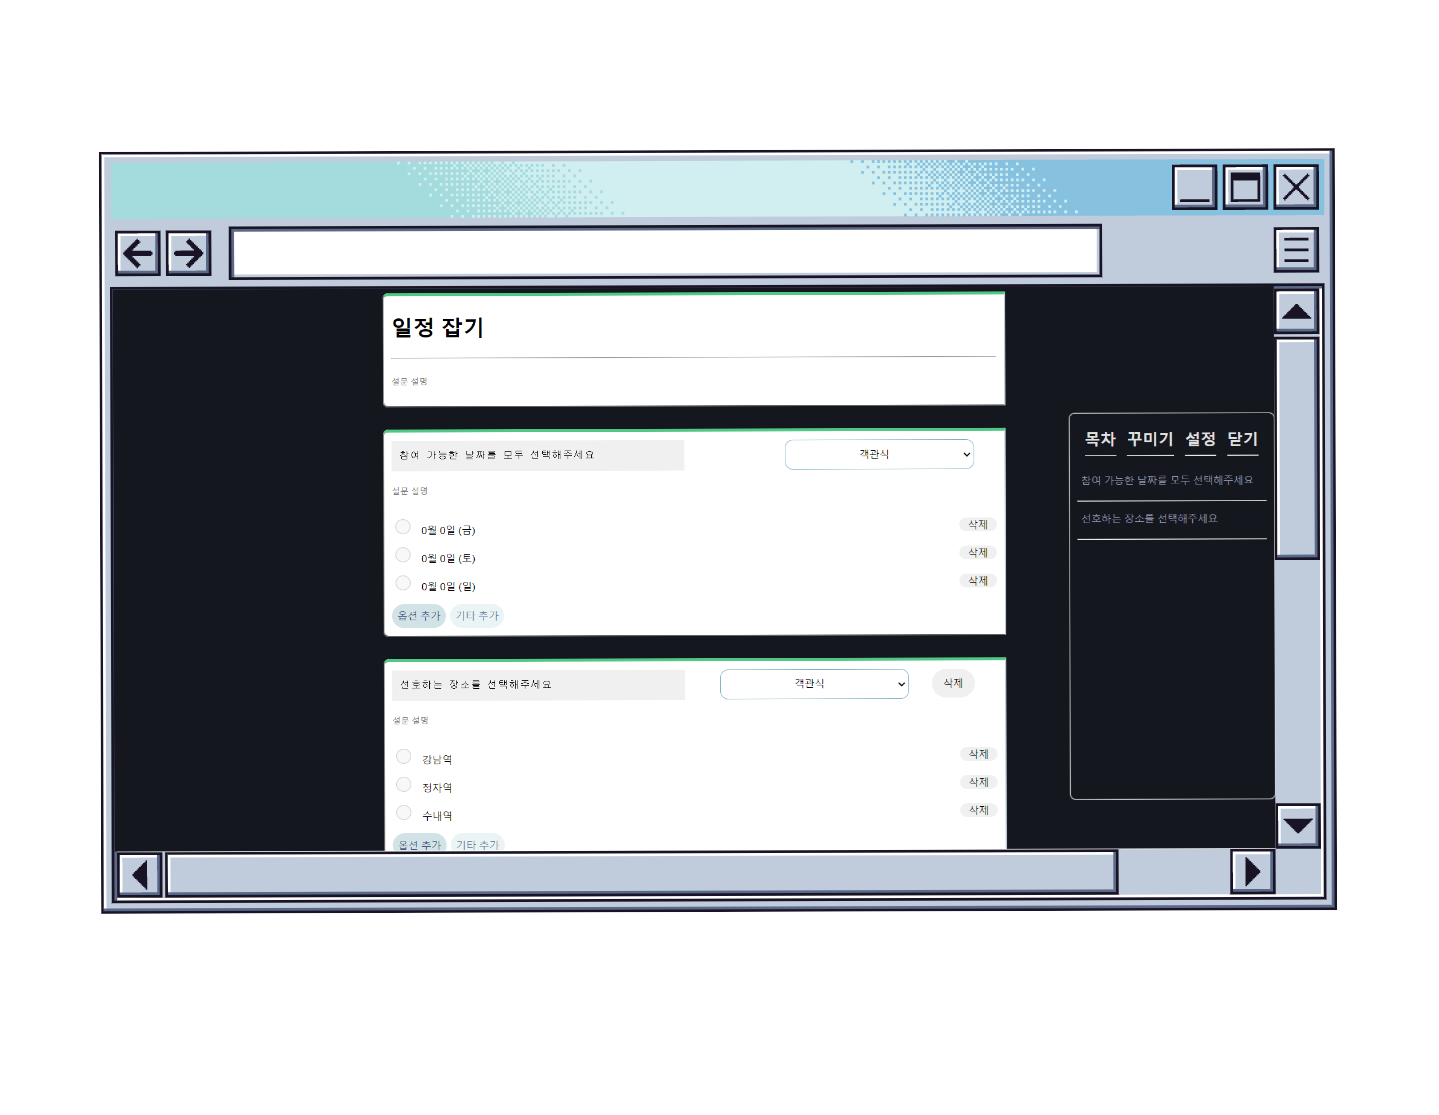 일정 잡기
설문 설명
참여 가능한 날짜를 모두 선택해주세요
객관식
설문 설명
0월 0일 (금)
삭제
0월 0일 (토)
삭제
0월 0일 (일)
삭제
옵션 추가 기타 추가
선호하는 장소를 선택해주세요
객관식
삭제
설문 설명
강남역
삭제
정자역
삭제
수내역
삭제
옵션 추가 기타 추가
목차 꾸미기 설정 닫기
참여 가능한 날짜를 모두 선택해주세요
선호하는 장소를 선택해주세요